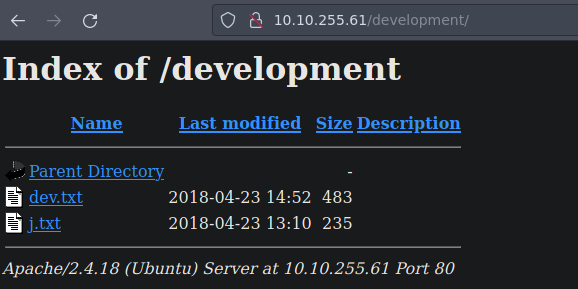 10.10.255.61/development/
Index of /development
Name Last modified Size Description
Parent Directory -
dev.txt 2018-04-23 14:52 483
j.txt 2018-04-23 13:10 235
Apache/2.4.18 (Ubuntu) Server at 10.10.255.61 Port 80